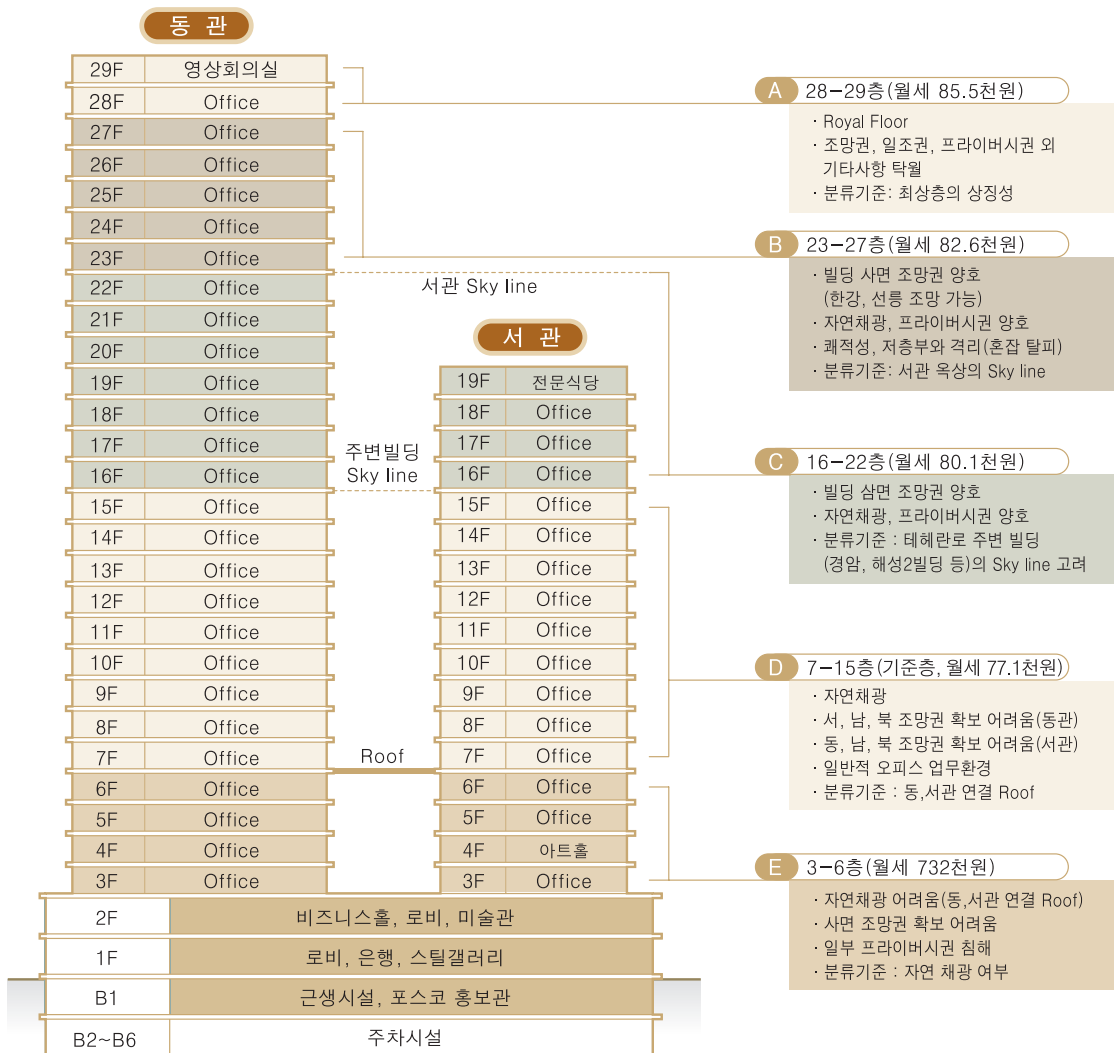 동 관
29F 영상회의실
28F Office
27F Office
26F Office
25F Office
24F Office
23F Office
22F Office
21F Office
20F Office
19F Office
18F Office
17F Office
16F Office
15F Office
14F Office
13F Office
12F Office
11F Office
10F Office
9F Office
8F Office
7F Office
6F Office
5F Office
4F Office
3F Office
서관 Sky line
주변빌딩
Sky line
Roof
서 관
19F 전문식당
18F Office
17F Office
16F Office
15F Office
14F Office
13F Office
12F Office
11F Office
10F Office
9F Office
8F Office
7F Office
6F Office
5F Office
4F 아트홀
3F Office
2F 비즈니스홀, 로비, 미술관
1F 로비, 은행, 스틸갤러리
B1 근생시설, 포스코 홍보관
B2~B6 주차시설
A 28-29층(월세 85.5천원)
· Royal Floor
· 조망권, 일조권, 프라이버시권 외
기타사항 탁월
· 분류기준: 최상층의 상징성
B 23-27층(월세 82.6천원)
· 빌딩 사면 조망권 양호
(한강, 선릉 조망 가능)
· 자연채광, 프라이버시권 양호
· 쾌적성, 저층부와 격리(혼잡 탈피)
· 분류기준: 서관 옥상의 Sky line
C 16-22층(월세 80.1천원)
· 빌딩 삼면 조망권 양호
· 자연채광, 프라이버시권 양호
· 분류기준 : 테헤란로 주변 빌딩
(경암, 해성2빌딩 등)의 Sky line 고려
D 7-15층(기준층, 월세 77.1천원)
· 자연채광
· 서, 남, 북 조망권 확보 어려움(동관)
· 동, 남, 북 조망권 확보 어려움(서관)
· 일반적 오피스 업무환경
· 분류기준 : 동,서관 연결 Roof
E 3-6층(월세 732천원)
· 자연채광 어려움(동,서관 연결 Roof)
· 사면 조망권 확보 어려움
· 일부 프라이버시권 침해
· 분류기준 : 자연 채광 여부